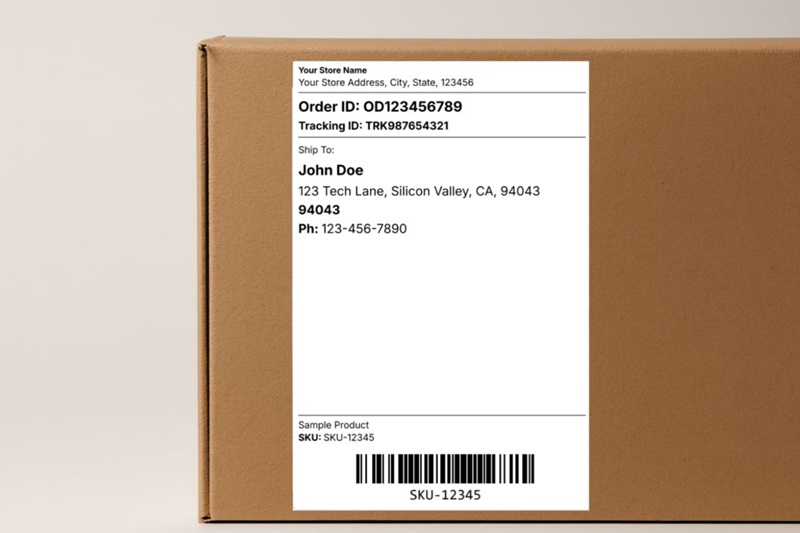 Your Store Name
Your Store Address, City, State, 123456
Order ID: OD123456789
Tracking ID: TRK987654321
Ship To:
John Doe
123 Tech Lane, Silicon Valley, CA, 94043
94043
Ph: 123-456-7890
Sample Product
SKU: SKU-12345
SKU-12345